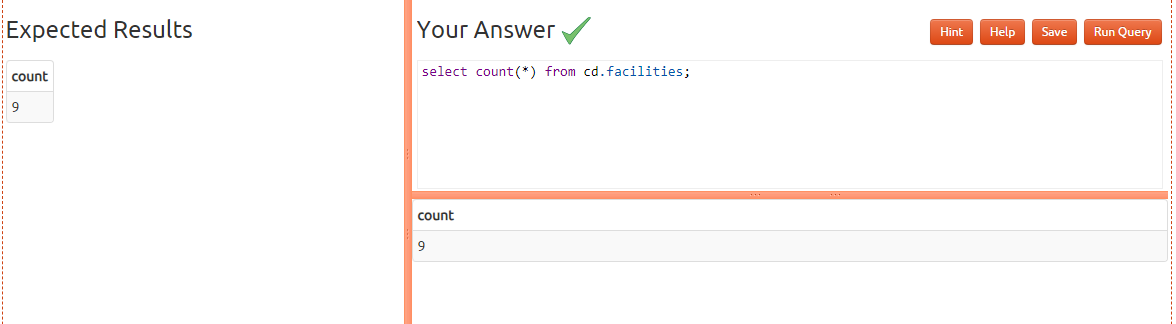 Expected Results
count
9
Your Answer
Hint Help Save Run Query
select count(*) from cd.facilities;
count
9